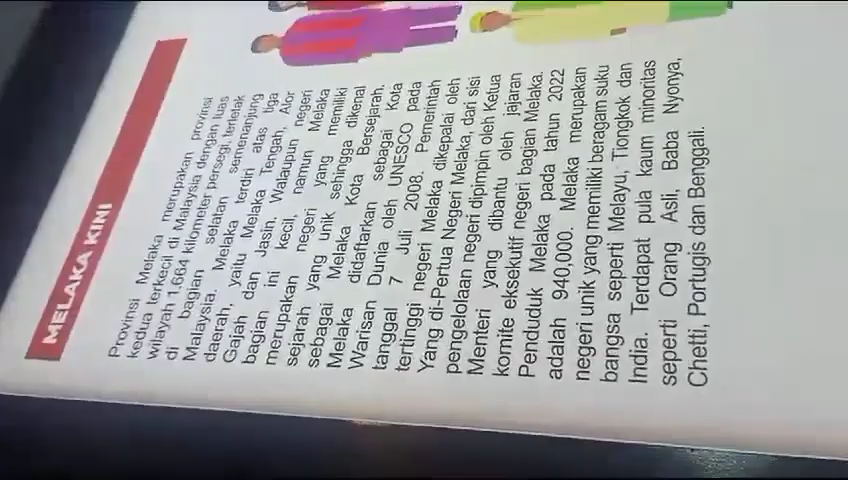 MELAKA KINI
Provinsi Melaka merupakan provinsi
kedua terkecil di Malaysia dengan luas
wilayah 1,664 kilometer persegi, terletak
di bagian selatan semenanjung
Malaysia. Melaka terdiri atas tiga
daerah, yaitu Melaka Tengah, Alor
Gajah dan Jasin. Walaupun negeri
bagian ini kecil, namun Melaka
merupakan negeri yang memiliki
sejarah yang unik sehingga dikenal
sebagai Melaka Kota Bersejarah.
Melaka didaftarkan sebagai Kota
Warisan Dunia oleh UNESCO pada
tanggal 7 Juli 2008. Pemerintah
tertinggi negeri Melaka dikepalai oleh
Yang di-Pertua Negeri Melaka, dari sisi
pengelolaan negeri dipimpin oleh Ketua
Menteri yang dibantu oleh jajaran
komite eksekutif negeri bagian Melaka.
Penduduk Melaka pada tahun 2022
adalah 940,000. Melaka merupakan
negeri unik yang memiliki beragam suku
bangsa seperti Melayu, Tiongkok dan
India. Terdapat pula kaum minoritas
seperti Orang Asli, Baba Nyonya,
Chetti, Portugis dan Benggali.